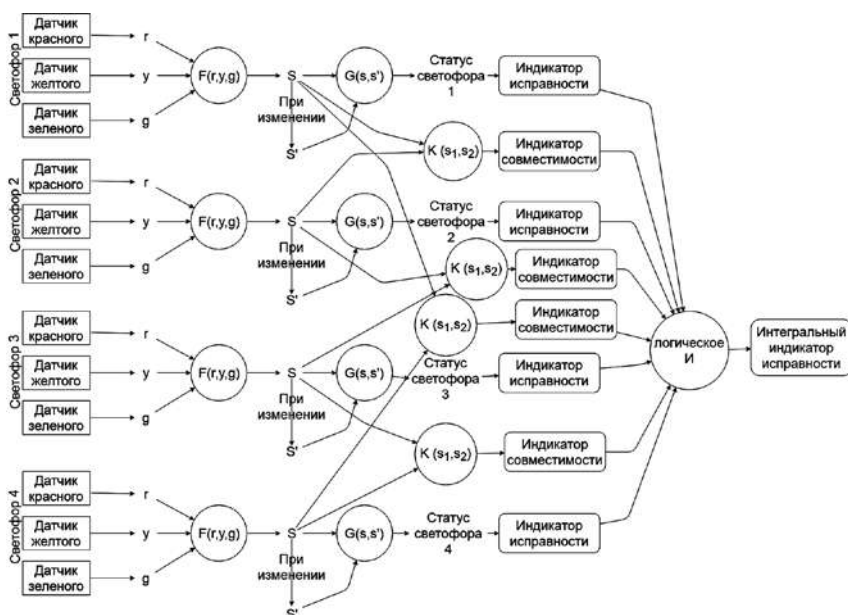 Светофор 1
Датчик
красного
r
Датчик
желтого
y
Датчик
зеленого
g
F(r,y,g)
S
При
изменении
S'
G(s,s')
Статус
светофора
1
Индикатор
исправности
K (s₁,s₂)
Индикатор
совместимости
Светофор 2
Датчик
красного
r
Датчик
желтого
y
Датчик
зеленого
g
F(r,y,g)
S
При
изменении
S'
G(s,s')
Статус
светофора
2
Индикатор
исправности
K (s₁,s₂)
Индикатор
совместимости
K (s₁,s₂)
Индикатор
совместимости
Светофор 3
Датчик
красного
r
Датчик
желтого
y
Датчик
зеленого
g
F(r,y,g)
S
При
изменении
S'
G(s,s')
Статус
светофора
3
Индикатор
исправности
K (s₁,s₂)
Индикатор
совместимости
Светофор 4
Датчик
красного
r
Датчик
желтого
y
Датчик
зеленого
g
F(r,y,g)
S
При
изменении
S'
G(s,s')
Статус
светофора
4
Индикатор
исправности
логическое
И
Интегральный
индикатор
исправности